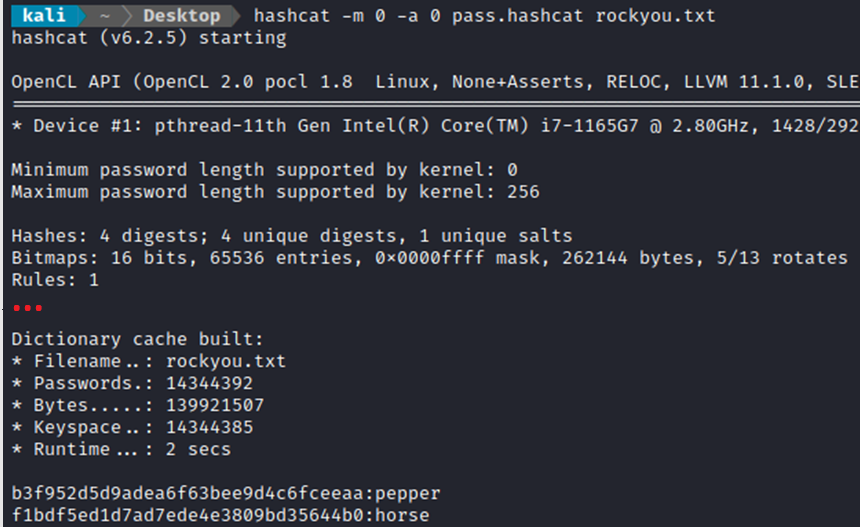 kali ~ Desktop hashcat -m 0 -a 0 pass.hashcat rockyou.txt
hashcat (v6.2.5) starting
OpenCL API (OpenCL 2.0 pocl 1.8  Linux, None+Asserts, RELOC, LLVM 11.1.0, SLE
* Device #1: pthread-11th Gen Intel(R) Core(TM) i7-1165G7 @ 2.80GHz, 1428/292
Minimum password length supported by kernel: 0
Maximum password length supported by kernel: 256
Hashes: 4 digests; 4 unique digests, 1 unique salts
Bitmaps: 16 bits, 65536 entries, 0x0000ffff mask, 262144 bytes, 5/13 rotates
Rules: 1
...
Dictionary cache built:
* Filename..: rockyou.txt
* Passwords.: 14344392
* Bytes.....: 139921507
* Keyspace..: 14344385
* Runtime...: 2 secs
b3f952d5d9adea6f63bee9d4c6fceeaa:pepper
f1bdf5ed1d7ad7ede4e3809bd35644b0:horse